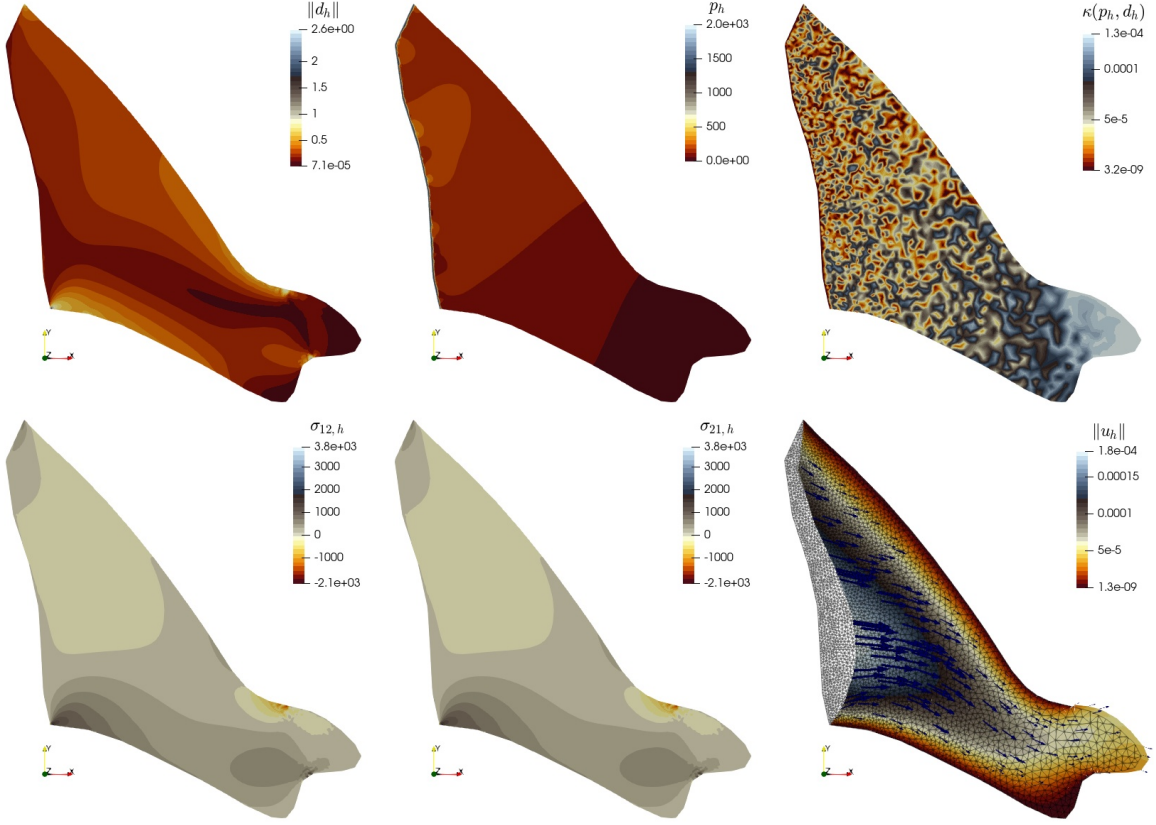 ‖d_h‖
2.6e+00
2
1.5
1
0.5
7.1e-05
Y
Z
X
p_h
2.0e+03
1500
1000
500
0.0e+00
Y
Z
X
κ(p_h, d_h)
1.3e-04
0.0001
5e-5
3.2e-09
Y
Z
X
σ_{12, h}
3.8e+03
3000
2000
1000
0
-1000
-2.1e+03
Y
Z
X
σ_{21, h}
3.8e+03
3000
2000
1000
0
-1000
-2.1e+03
Y
Z
X
‖u_h‖
1.8e-04
0.00015
0.0001
5e-5
1.3e-09
Y
Z
X